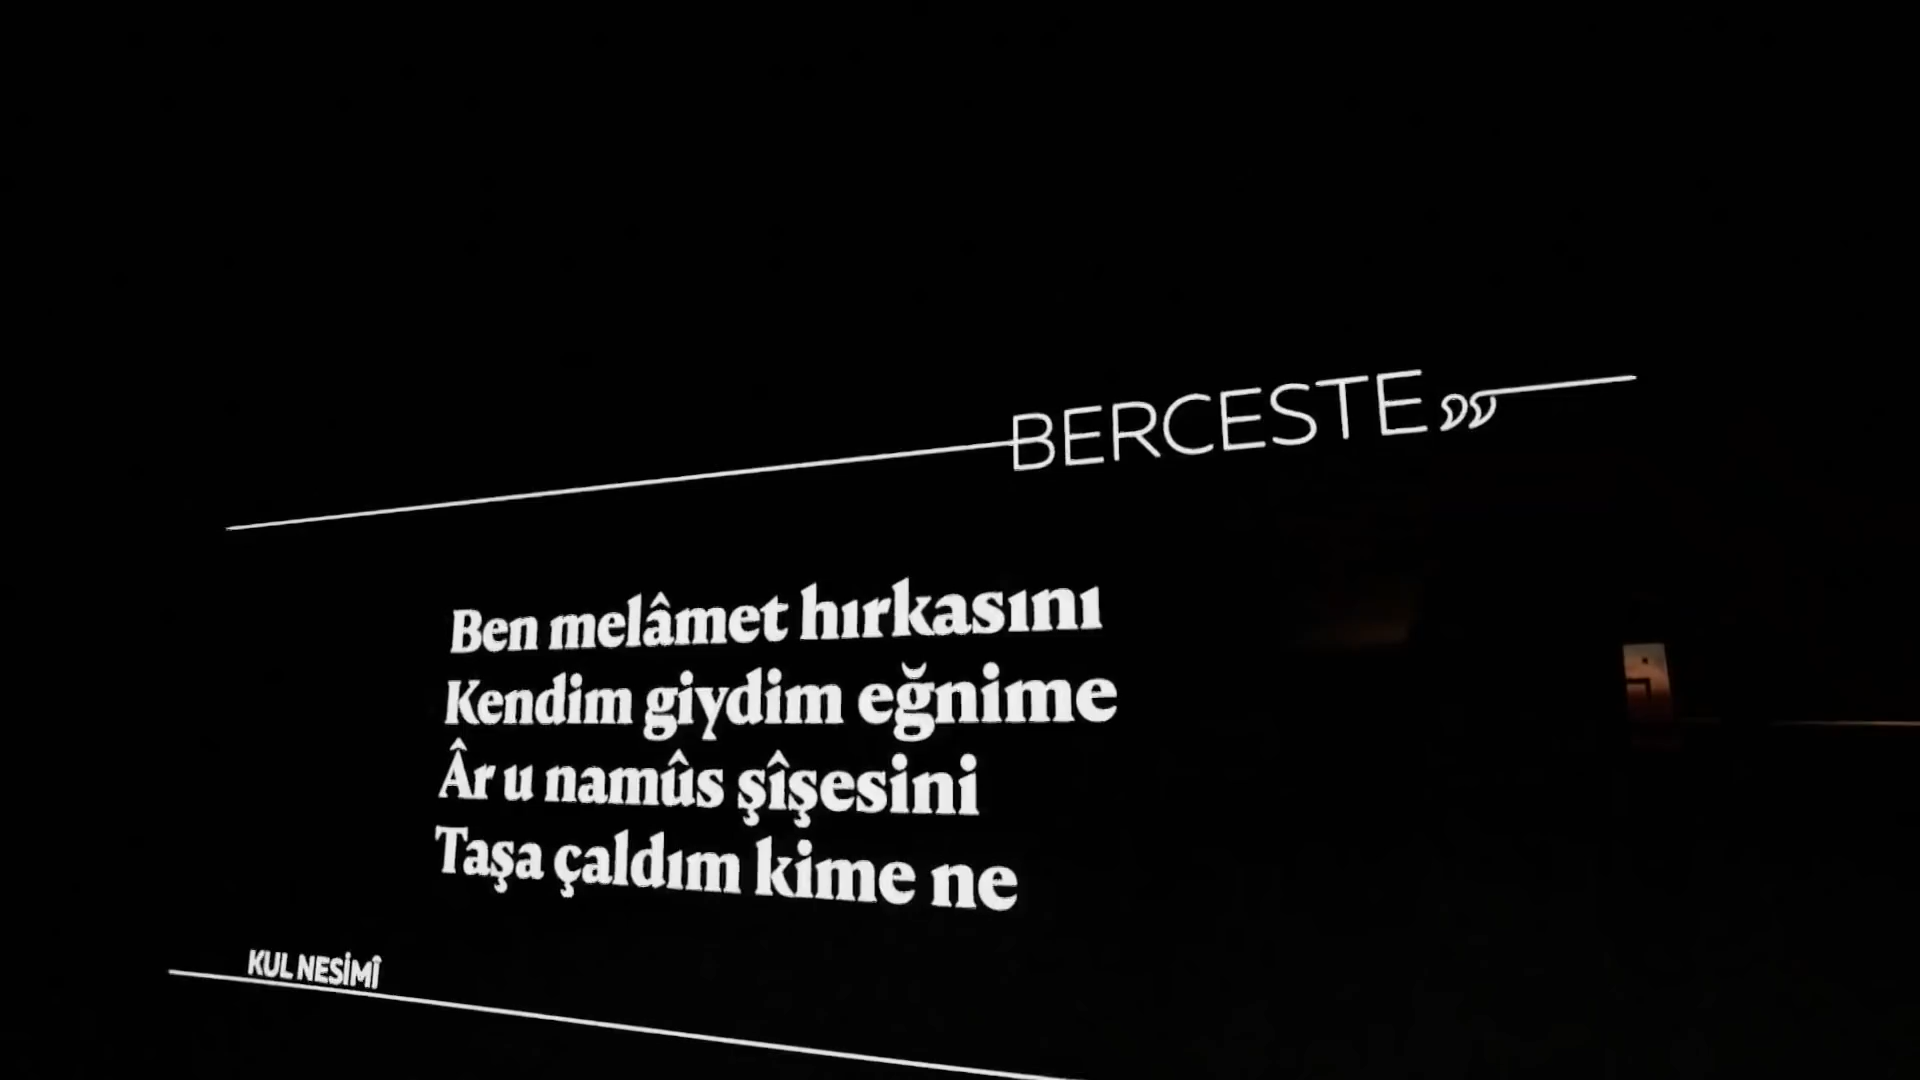 BERCESTE
Ben melâmet hırkasını
Kendim giydim eğnime
Âr u namûs şîşesini
Taşa çaldım kime ne
KUL NESİMÎ